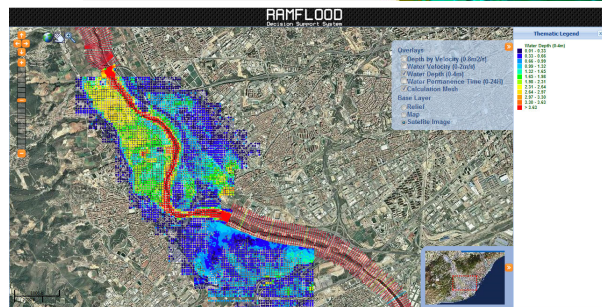 RAMFLOOD
Decision Support System
Overlays
Depth by Velocity (0-8m2/s)
Water Velocity (0-2m/s)
Water Depth (0-4m)
Water Permanence Time (0-24h)
Calculation Mesh
Base Layer
Relief
Map
Satellite Image
Thematic Legend
Water Depth (0-4m)
0.01 - 0.33
0.33 - 0.66
0.66 - 0.99
0.99 - 1.32
1.32 - 1.65
1.65 - 1.98
1.98 - 2.31
2.31 - 2.64
2.64 - 2.97
2.97 - 3.30
3.30 - 3.63
> 3.63